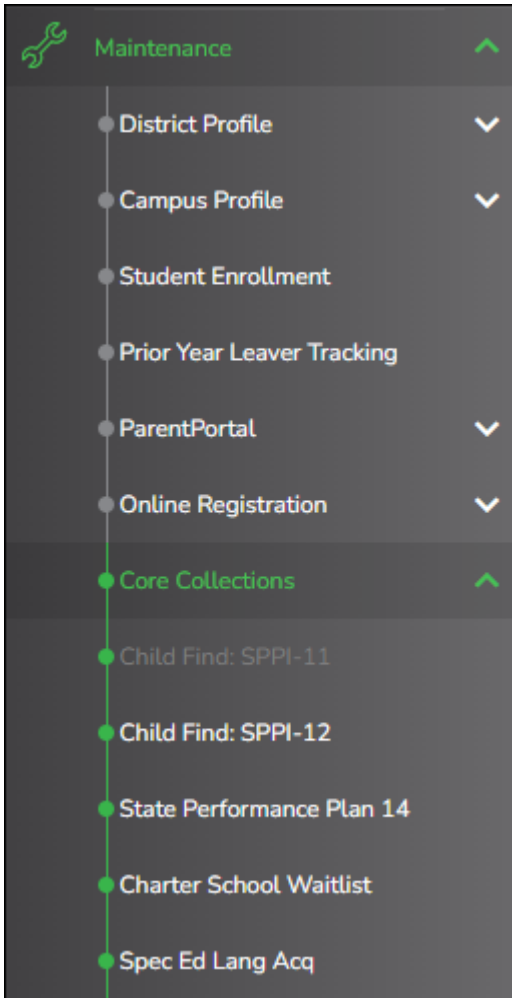 Maintenance
District Profile
Campus Profile
Student Enrollment
Prior Year Leaver Tracking
ParentPortal
Online Registration
Core Collections
Child Find: SPPI-11
Child Find: SPPI-12
State Performance Plan 14
Charter School Waitlist
Spec Ed Lang Acq